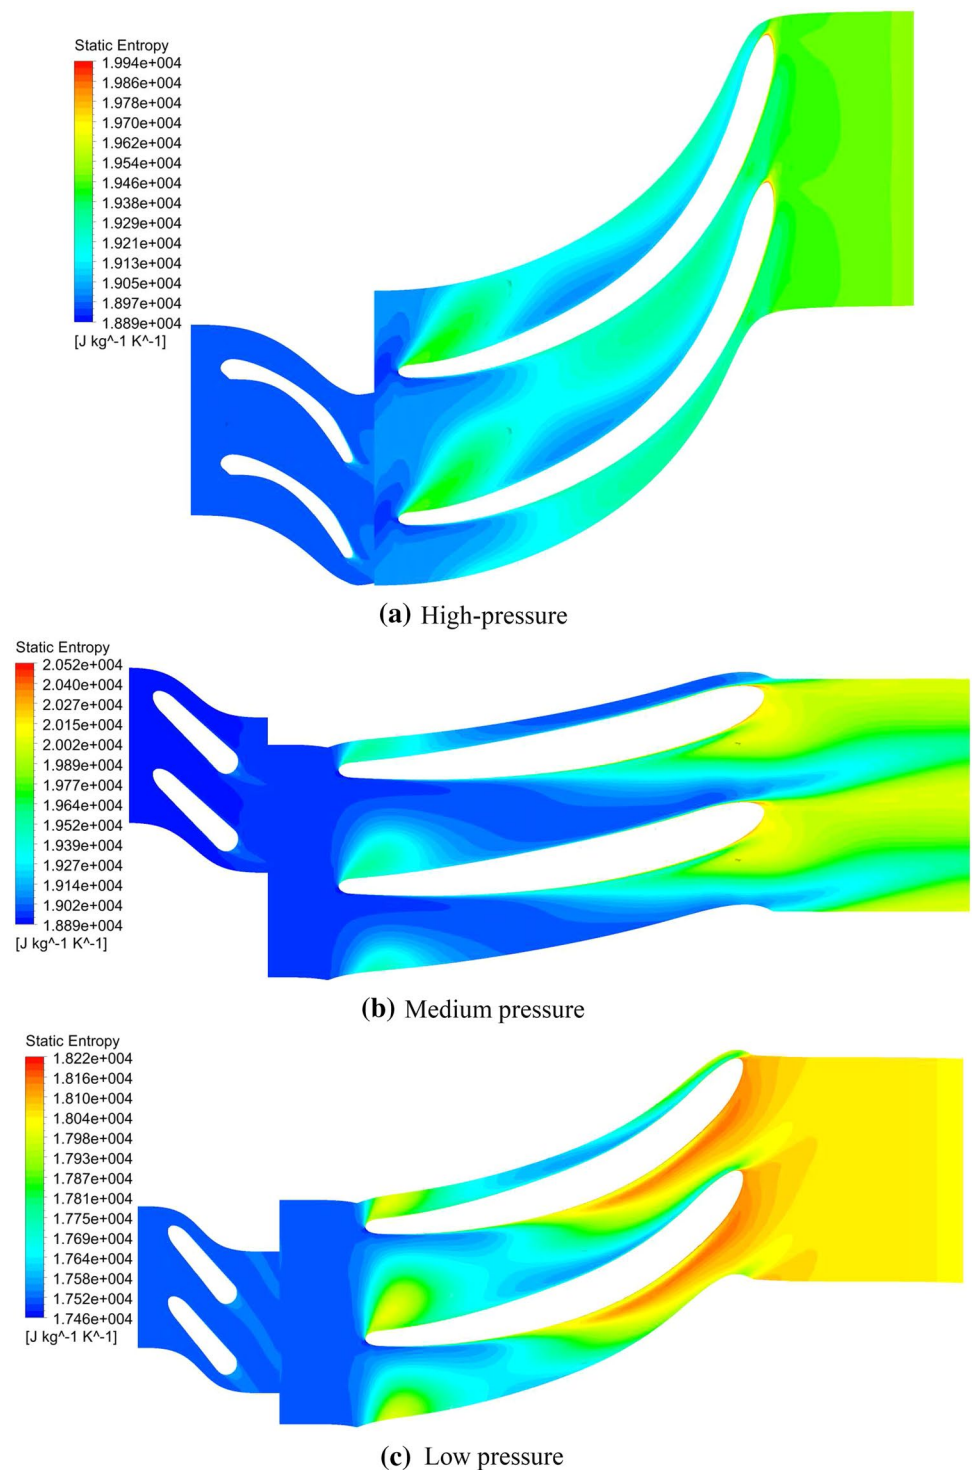 Static Entropy
1.994e+004
1.986e+004
1.978e+004
1.970e+004
1.962e+004
1.954e+004
1.946e+004
1.938e+004
1.929e+004
1.921e+004
1.913e+004
1.905e+004
1.897e+004
1.889e+004
[J kg^-1 K^-1]
(a) High-pressure
Static Entropy
2.052e+004
2.040e+004
2.027e+004
2.015e+004
2.002e+004
1.989e+004
1.977e+004
1.964e+004
1.952e+004
1.939e+004
1.927e+004
1.914e+004
1.902e+004
1.889e+004
[J kg^-1 K^-1]
(b) Medium pressure
Static Entropy
1.822e+004
1.816e+004
1.810e+004
1.804e+004
1.798e+004
1.793e+004
1.787e+004
1.781e+004
1.775e+004
1.769e+004
1.764e+004
1.758e+004
1.752e+004
1.746e+004
[J kg^-1 K^-1]
(c) Low pressure